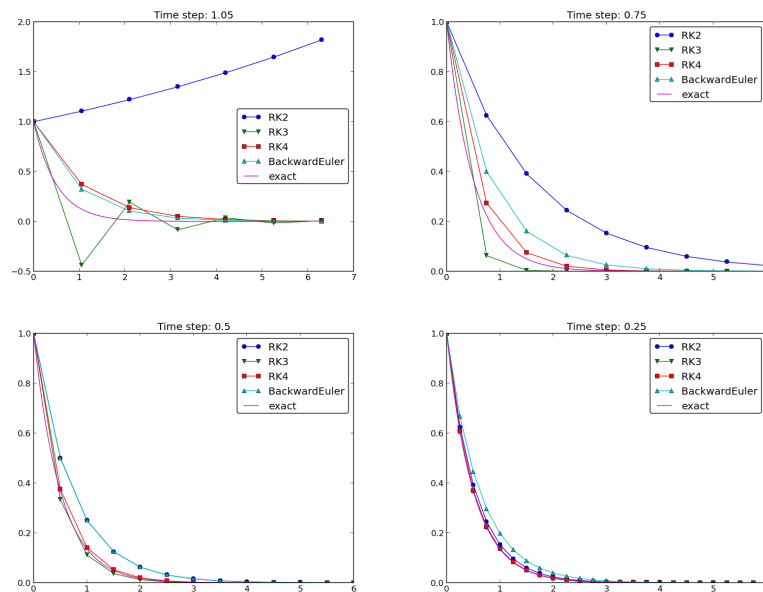 Time step: 1.05
2.0
1.5
1.0
0.5
0.0
−0.5
0 1 2 3 4 5 6 7
RK2
RK3
RK4
BackwardEuler
exact
Time step: 0.75
1.0
0.8
0.6
0.4
0.2
0.0
0 1 2 3 4 5
RK2
RK3
RK4
BackwardEuler
exact
Time step: 0.5
1.0
0.8
0.6
0.4
0.2
0.0
0 1 2 3 4 5 6
RK2
RK3
RK4
BackwardEuler
exact
Time step: 0.25
1.0
0.8
0.6
0.4
0.2
0.0
0 1 2 3 4 5
RK2
RK3
RK4
BackwardEuler
exact